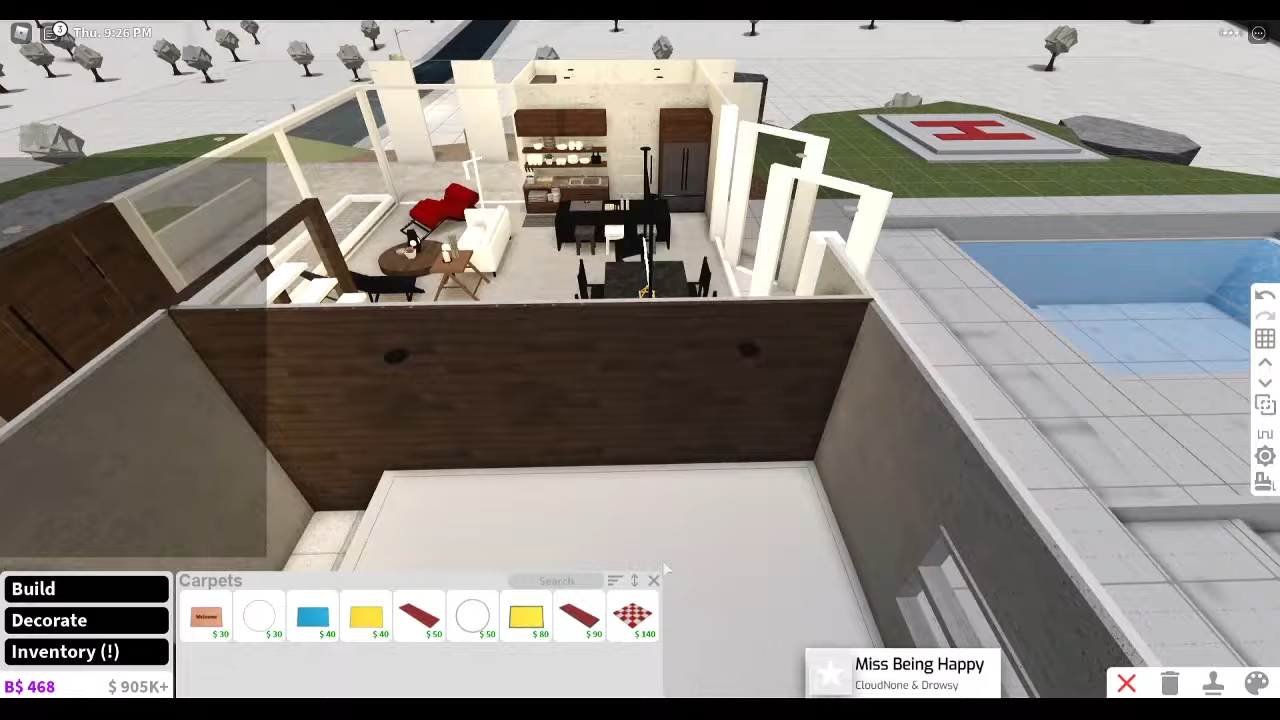 3 Thu. 9:26 PM
H
Build
Decorate
Inventory (!)
B$ 468 $ 905K+
Carpets Search
Welcome
$ 30 $ 30 $ 40 $ 40 $ 50 $ 50 $ 80 $ 90 $ 140
Miss Being Happy
CloudNone & Drowsy